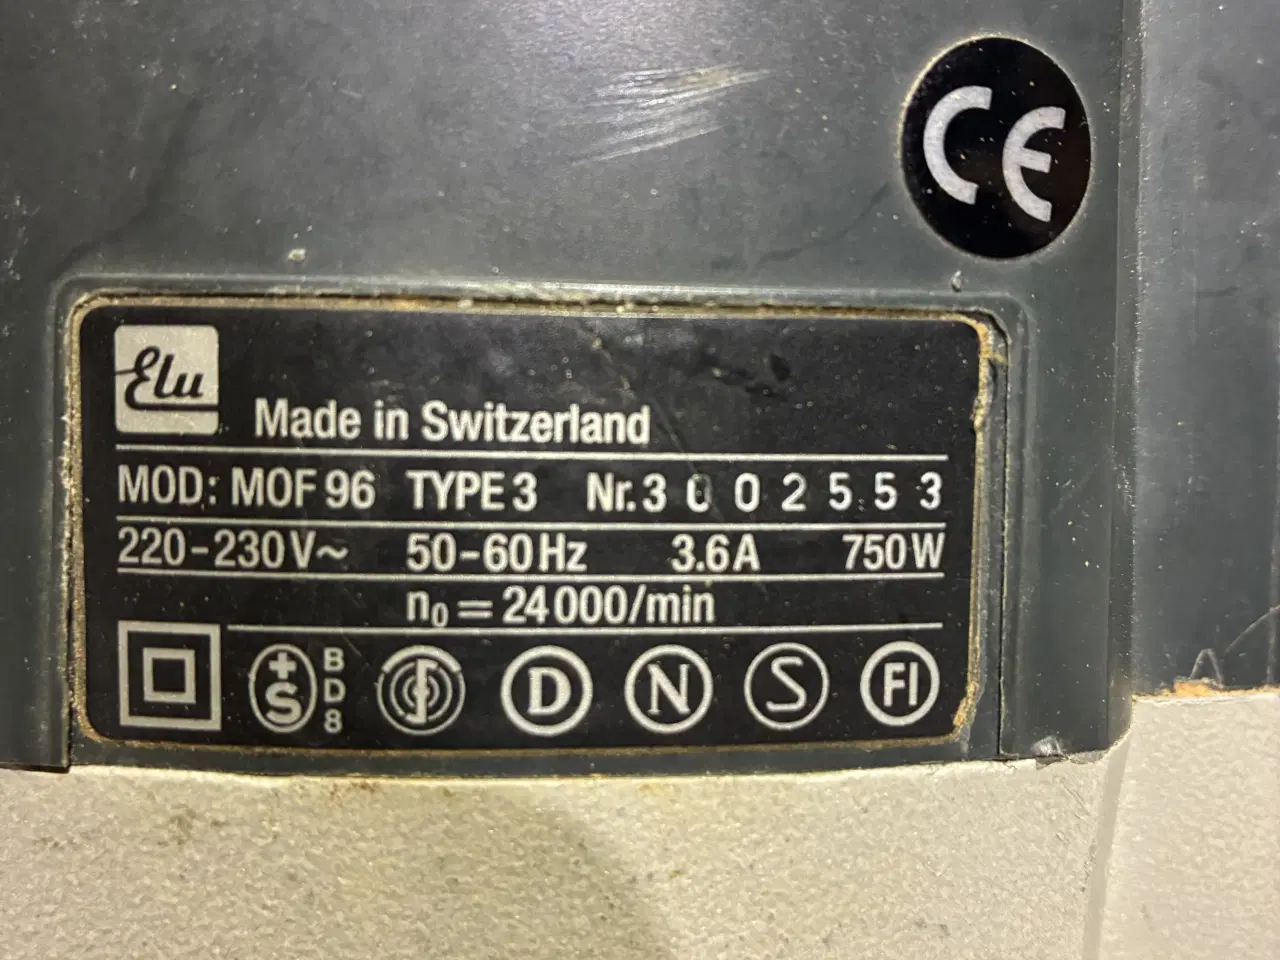 CE
Elu
Made in Switzerland
MOD: MOF 96 TYPE 3 Nr. 3 0 0 2 5 5 3
220-230V~ 50-60Hz 3.6A 750W
n₀ = 24000/min
+S BD8 D N S FI